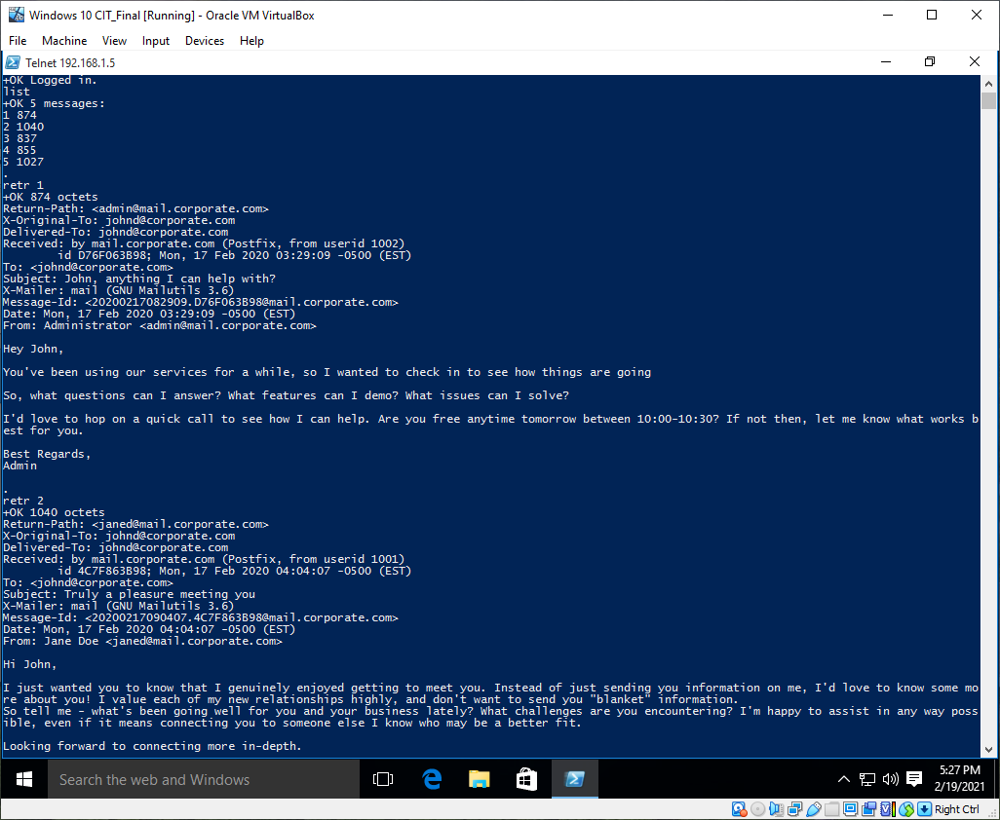 Windows 10 CIT_Final [Running] - Oracle VM VirtualBox
File Machine View Input Devices Help
Telnet 192.168.1.5
+OK Logged in.
list
+OK 5 messages:
1 874
2 1040
3 837
4 855
5 1027
.
retr 1
+OK 874 octets
Return-Path: <admin@mail.corporate.com>
X-Original-To: johnd@corporate.com
Delivered-To: johnd@corporate.com
Received: by mail.corporate.com (Postfix, from userid 1002)
id D76F063B98; Mon, 17 Feb 2020 03:29:09 -0500 (EST)
To: <johnd@corporate.com>
Subject: John, anything I can help with?
X-Mailer: mail (GNU Mailutils 3.6)
Message-Id: <20200217082909.D76F063B98@mail.corporate.com>
Date: Mon, 17 Feb 2020 03:29:09 -0500 (EST)
From: Administrator <admin@mail.corporate.com>
Hey John,
You've been using our services for a while, so I wanted to check in to see how things are going
So, what questions can I answer? What features can I demo? What issues can I solve?
I'd love to hop on a quick call to see how I can help. Are you free anytime tomorrow between 10:00-10:30? If not then, let me know what works b
est for you.
Best Regards,
Admin
.
retr 2
+OK 1040 octets
Return-Path: <janed@mail.corporate.com>
X-Original-To: johnd@corporate.com
Delivered-To: johnd@corporate.com
Received: by mail.corporate.com (Postfix, from userid 1001)
id 4C7F863B98; Mon, 17 Feb 2020 04:04:07 -0500 (EST)
To: <johnd@corporate.com>
Subject: Truly a pleasure meeting you
X-Mailer: mail (GNU Mailutils 3.6)
Message-Id: <20200217090407.4C7F863B98@mail.corporate.com>
Date: Mon, 17 Feb 2020 04:04:07 -0500 (EST)
From: Jane Doe <janed@mail.corporate.com>
Hi John,
I just wanted you to know that I genuinely enjoyed getting to meet you. Instead of just sending you information on me, I'd love to know some mo
re about you! I value each of my new relationships highly, and don't want to send you "blanket" information.
So tell me - what's been going well for you and your business lately? What challenges are you encountering? I'm happy to assist in any way poss
ible, even if it means connecting you to someone else I know who may be a better fit.
Looking forward to connecting more in-depth.
Search the web and Windows
5:27 PM
2/19/2021
Right Ctrl